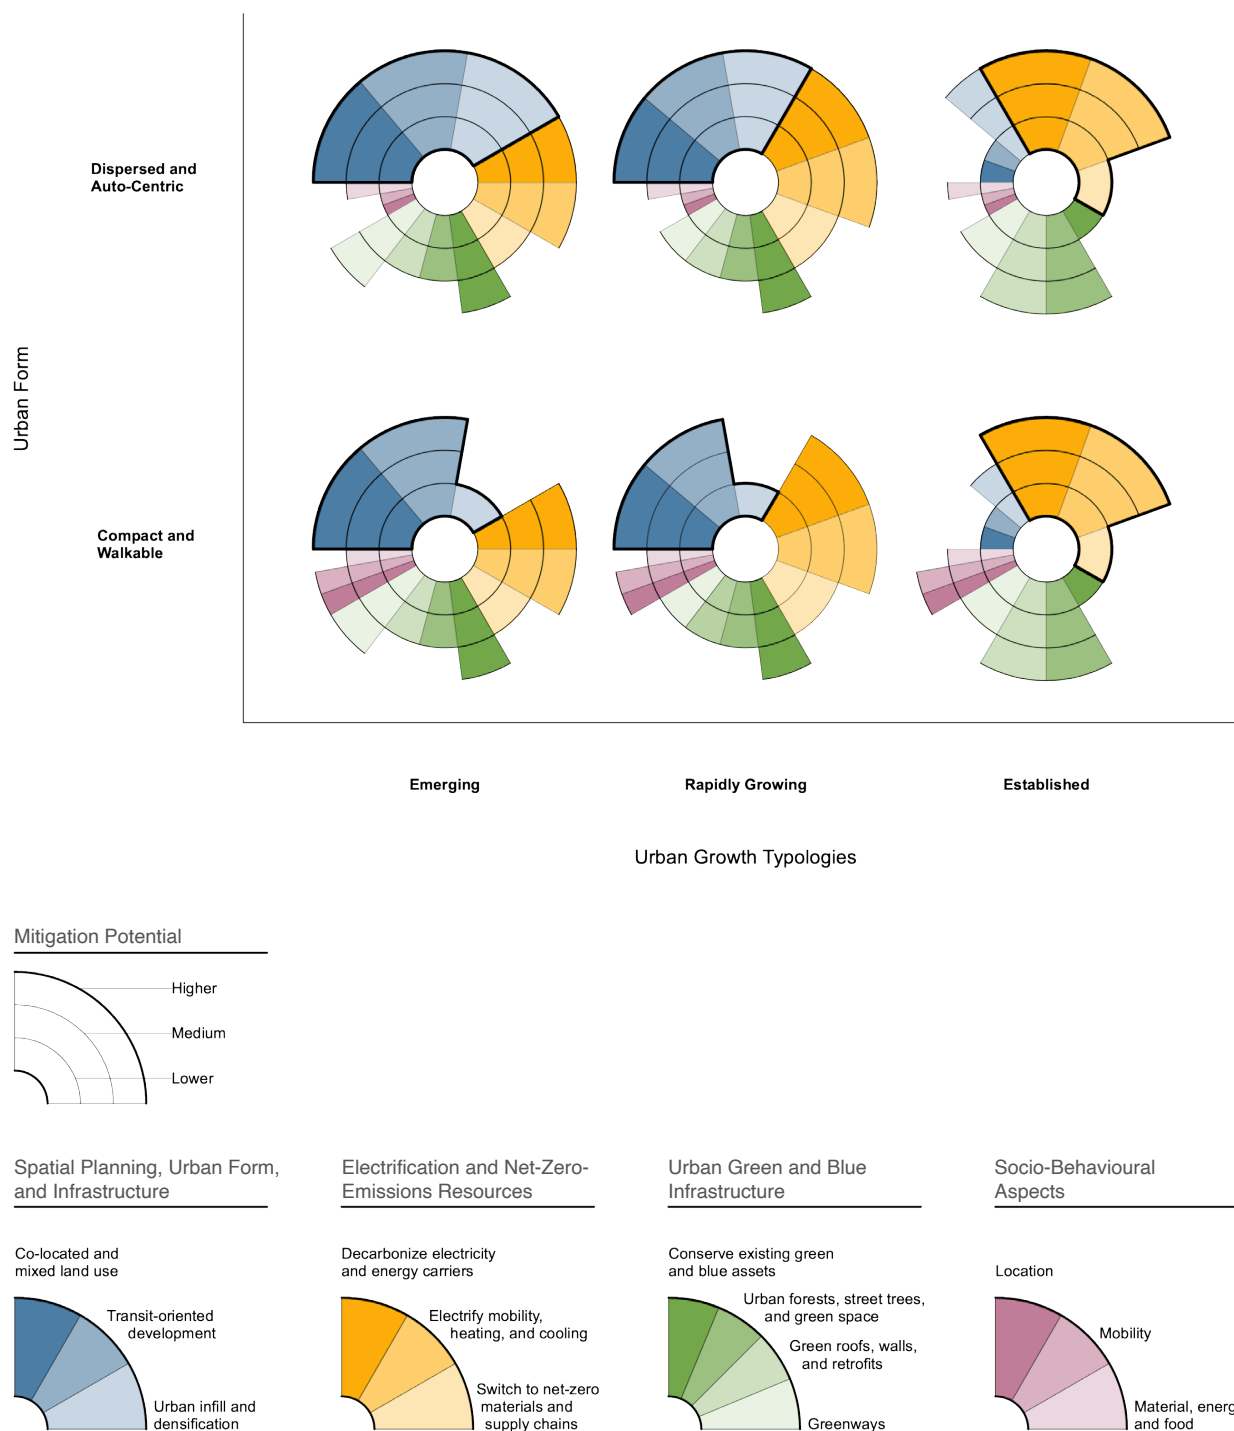 Urban Form
Dispersed and
Auto-Centric
Compact and
Walkable
Emerging
Rapidly Growing
Established
Urban Growth Typologies
Mitigation Potential
Higher
Medium
Lower
Spatial Planning, Urban Form,
and Infrastructure
Co-located and
mixed land use
Transit-oriented
development
Urban infill and
densification
Electrification and Net-Zero-
Emissions Resources
Decarbonize electricity
and energy carriers
Electrify mobility,
heating, and cooling
Switch to net-zero
materials and
supply chains
Urban Green and Blue
Infrastructure
Conserve existing green
and blue assets
Urban forests, street trees,
and green space
Green roofs, walls,
and retrofits
Greenways
Socio-Behavioural
Aspects
Location
Mobility
Material, energ
and food